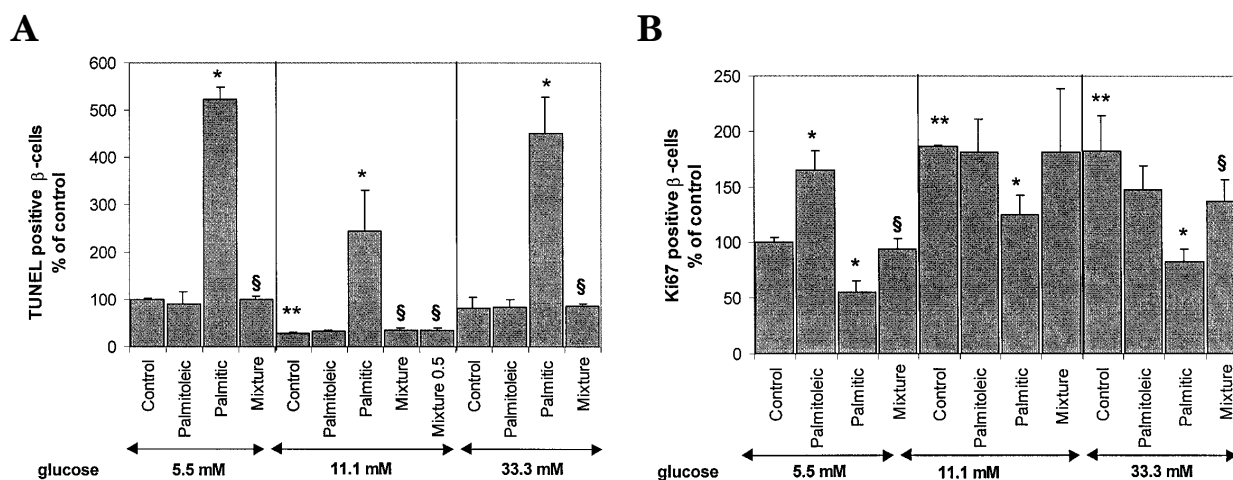 A
TUNEL positive β-cells
% of control
600
500
400
300
200
100
0
*
§
**
*
§
§
*
§
Control
Palmitoleic
Palmitic
Mixture
Control
Palmitoleic
Palmitic
Mixture
Mixture 0.5
Control
Palmitoleic
Palmitic
Mixture
glucose
5.5 mM
11.1 mM
33.3 mM
B
Ki67 positive β-cells
% of control
250
200
150
100
50
0
*
*
§
**
*
**
*
§
Control
Palmitoleic
Palmitic
Mixture
Control
Palmitoleic
Palmitic
Mixture
Control
Palmitoleic
Palmitic
Mixture
glucose
5.5 mM
11.1 mM
33.3 mM